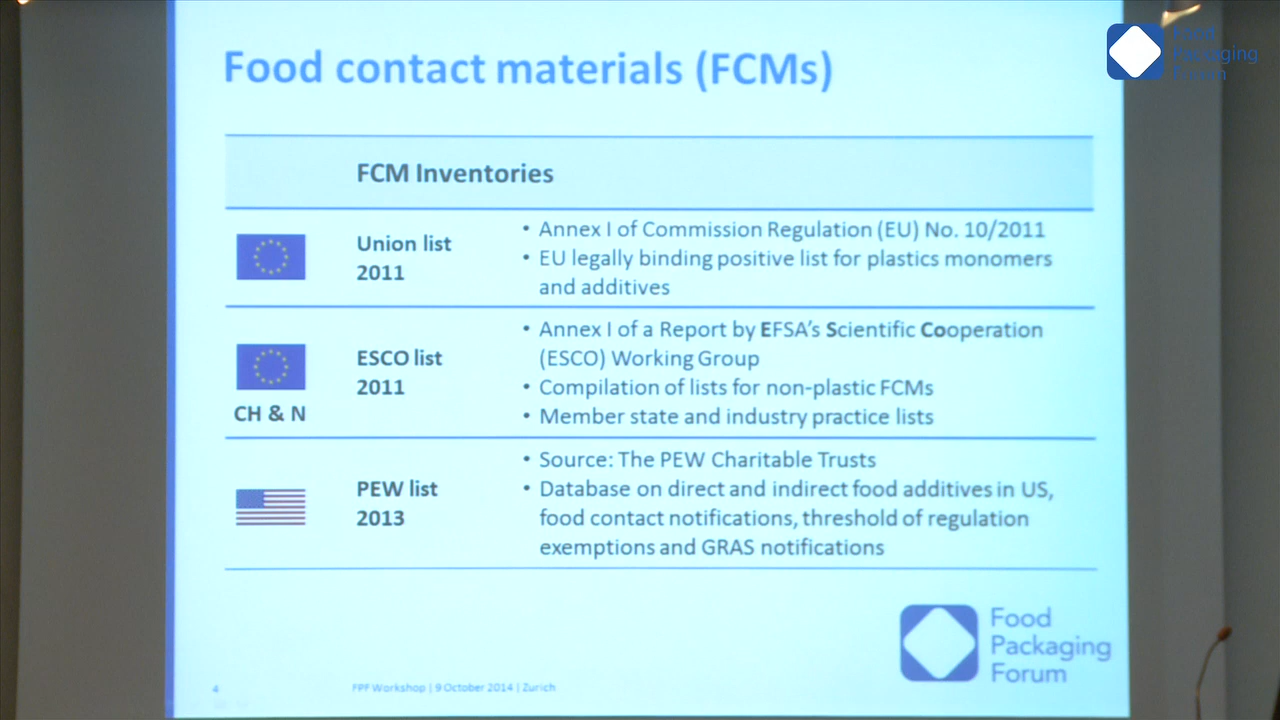 Food contact materials (FCMs)
Food
Packaging
Forum
FCM Inventories
Union list
2011
• Annex I of Commission Regulation (EU) No. 10/2011
• EU legally binding positive list for plastics monomers
and additives
CH & N
ESCO list
2011
• Annex I of a Report by EFSA's Scientific Cooperation
(ESCO) Working Group
• Compilation of lists for non-plastic FCMs
• Member state and industry practice lists
PEW list
2013
• Source: The PEW Charitable Trusts
• Database on direct and indirect food additives in US,
food contact notifications, threshold of regulation
exemptions and GRAS notifications
Food
Packaging
Forum
4
FPF Workshop | 9 October 2014 | Zurich